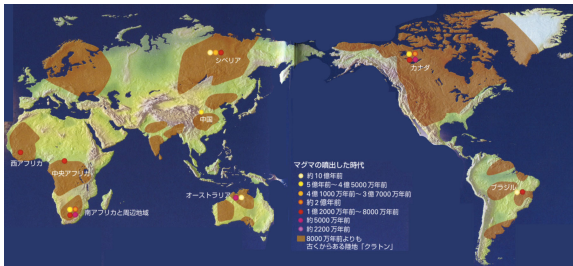 シベリア
カナダ
中国
西アフリカ
中央アフリカ
南アフリカと周辺地域
オーストラリア
ブラジル
マグマの噴出した時代
約10億年前
5億年前〜4億5000万年前
4億1000万年前〜3億7000万年前
約2億年前
1億2000万年前〜8000万年前
約5000万年前
約2200万年前
8000万年前よりも
古くからある陸地「クラトン」